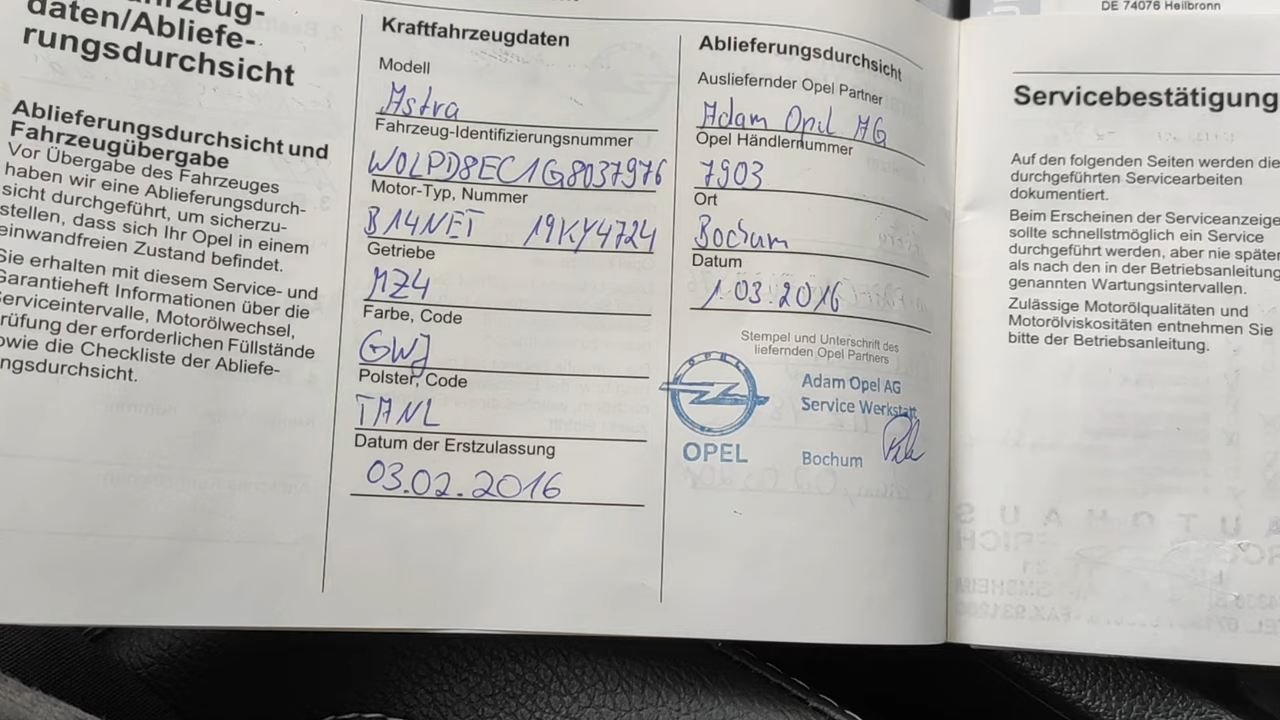 daten/Abliefe-
rungsdurchsicht
Ablieferungsdurchsicht und
Fahrzeugübergabe
Vor Übergabe des Fahrzeuges
haben wir eine Ablieferungsdurch-
sicht durchgeführt, um sicherzu-
stellen, dass sich Ihr Opel in einem
einwandfreien Zustand befindet.
Sie erhalten mit diesem Service- und
Garantieheft Informationen über die
Serviceintervalle, Motorölwechsel,
rüfung der erforderlichen Füllstände
owie die Checkliste der Abliefe-
ngsdurchsicht.
Kraftfahrzeugdaten
Modell
Astra
Fahrzeug-Identifizierungsnummer
W0LPD8EC1G8037976
Motor-Typ, Nummer
B14NET 19KY4724
Getriebe
MZ4
Farbe, Code
GWJ
Polster, Code
TANL
Datum der Erstzulassung
03.02.2016
Ablieferungsdurchsicht
Ausliefernder Opel Partner
Adam Opel AG
Opel Händlernummer
7903
Ort
Bochum
Datum
1.03.2016
Stempel und Unterschrift des
liefernden Opel Partners
OPEL
OPEL
Adam Opel AG
Service Werkstatt
Bochum
DE 74076 Heilbronn
Servicebestätigung
Auf den folgenden Seiten werden die
durchgeführten Servicearbeiten
dokumentiert.
Beim Erscheinen der Serviceanzeige
sollte schnellstmöglich ein Service
durchgeführt werden, aber nie später
als nach den in der Betriebsanleitung
genannten Wartungsintervallen.
Zulässige Motorölqualitäten und
Motorölviskositäten entnehmen Sie
bitte der Betriebsanleitung.